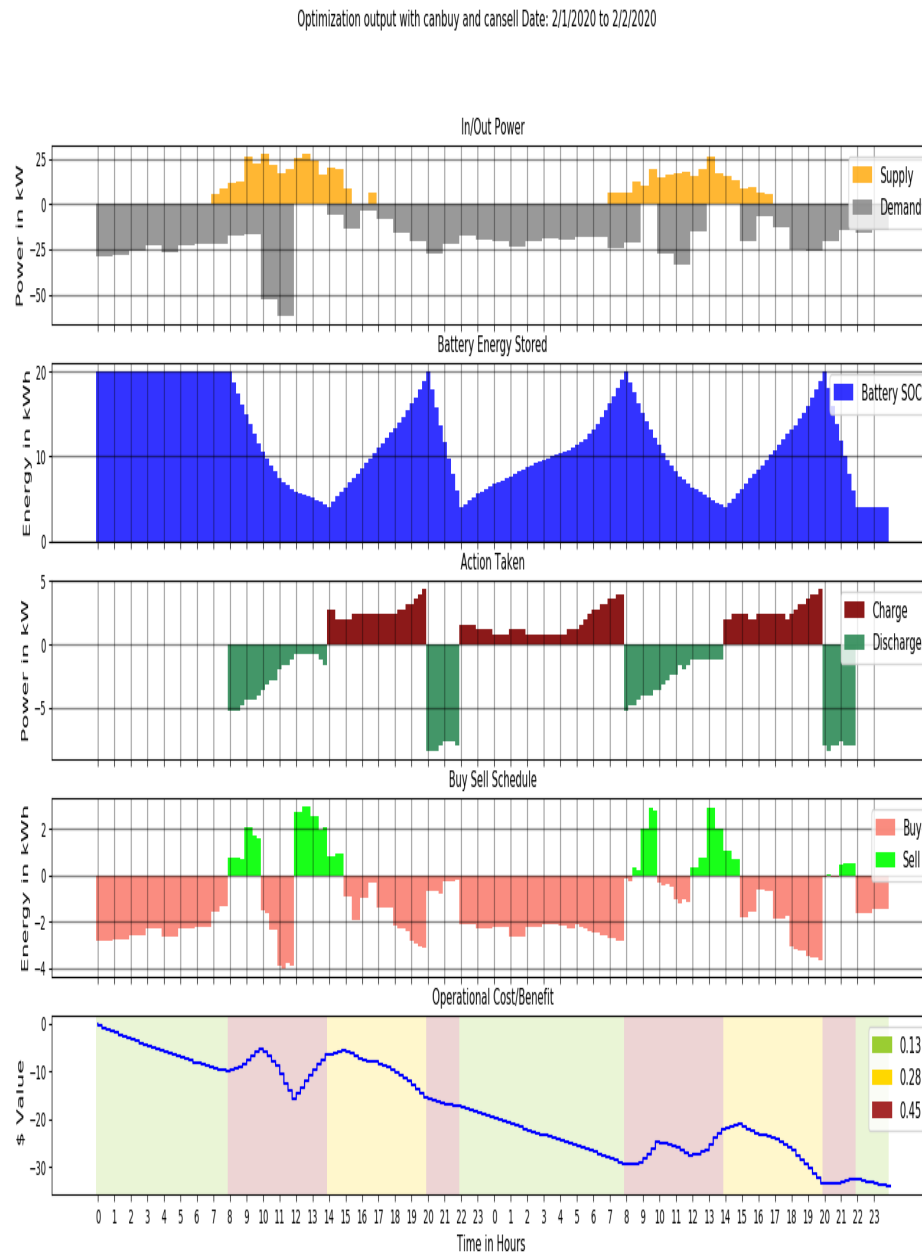 Optimization output with canbuy and cansell Date: 2/1/2020 to 2/2/2020
In/Out Power
Power in kW
25
0
−25
−50
Supply
Demand
Battery Energy Stored
Energy in kWh
20
10
0
Battery SOC
Action Taken
Power in kW
5
0
−5
Charge
Discharge
Buy Sell Schedule
Energy in kWh
2
0
−2
−4
Buy
Sell
Operational Cost/Benefit
$ Value
0
−10
−20
−30
0.13
0.28
0.45
0 1 2 3 4 5 6 7 8 9 10 11 12 13 14 15 16 17 18 19 20 21 22 23 0 1 2 3 4 5 6 7 8 9 10 11 12 13 14 15 16 17 18 19 20 21 22 23
Time in Hours